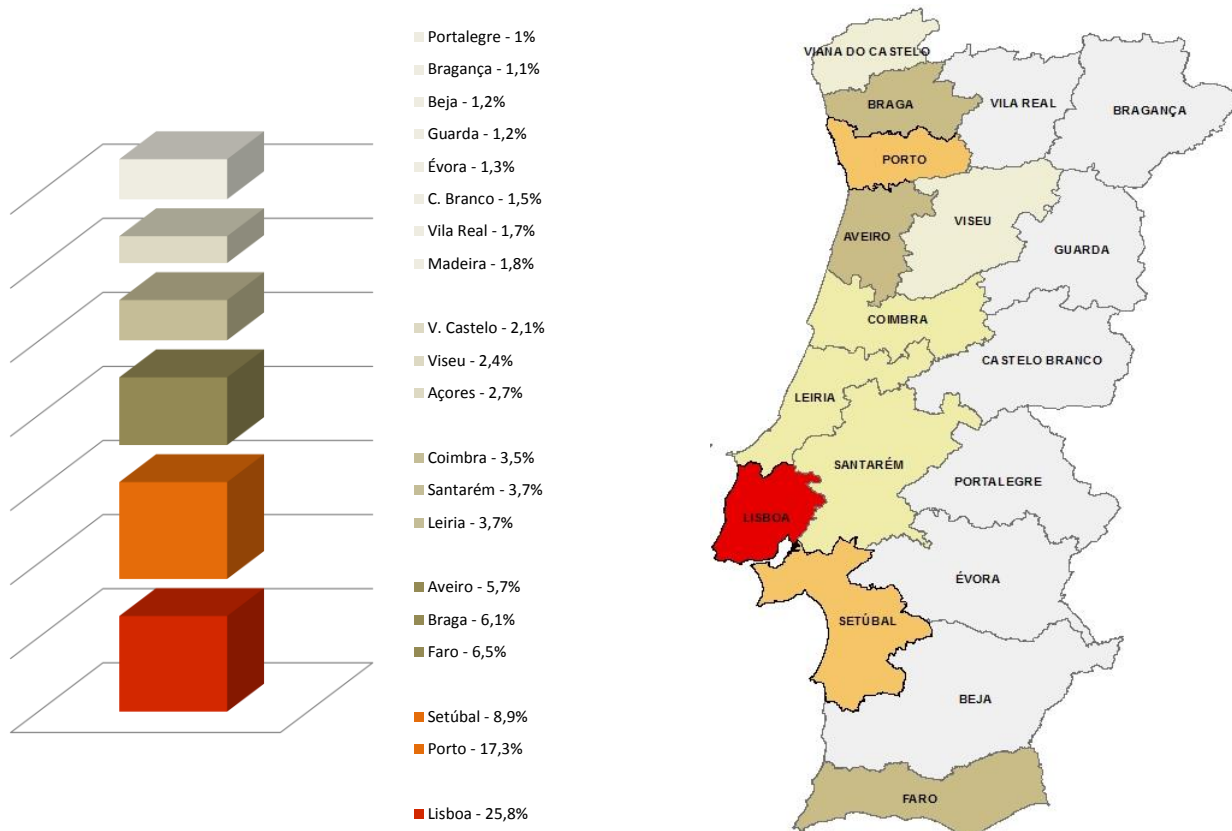 Portalegre - 1%
Bragança - 1,1%
Beja - 1,2%
Guarda - 1,2%
Évora - 1,3%
C. Branco - 1,5%
Vila Real - 1,7%
Madeira - 1,8%
V. Castelo - 2,1%
Viseu - 2,4%
Açores - 2,7%
Coimbra - 3,5%
Santarém - 3,7%
Leiria - 3,7%
Aveiro - 5,7%
Braga - 6,1%
Faro - 6,5%
Setúbal - 8,9%
Porto - 17,3%
Lisboa - 25,8%
VIANA DO CASTELO
BRAGA
VILA REAL
BRAGANÇA
PORTO
AVEIRO
VISEU
GUARDA
COIMBRA
CASTELO BRANCO
LEIRIA
SANTARÉM
PORTALEGRE
LISBOA
ÉVORA
SETÚBAL
BEJA
FARO